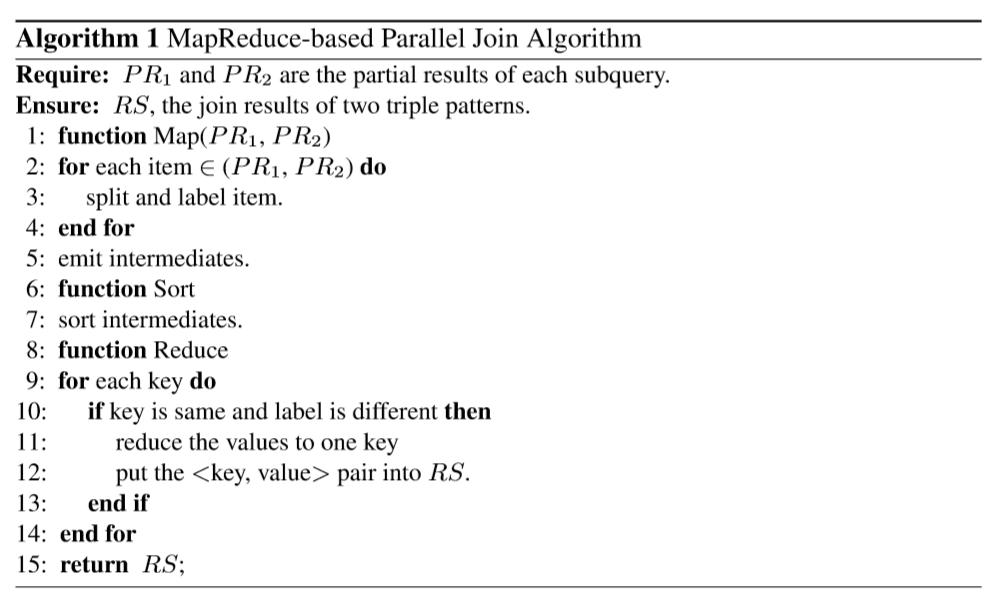 Algorithm 1 MapReduce-based Parallel Join Algorithm
Require: PR₁ and PR₂ are the partial results of each subquery.
Ensure: RS, the join results of two triple patterns.
1: function Map(PR₁, PR₂)
2: for each item ∈ (PR₁, PR₂) do
3: split and label item.
4: end for
5: emit intermediates.
6: function Sort
7: sort intermediates.
8: function Reduce
9: for each key do
10: if key is same and label is different then
11: reduce the values to one key
12: put the <key, value> pair into RS.
13: end if
14: end for
15: return RS;